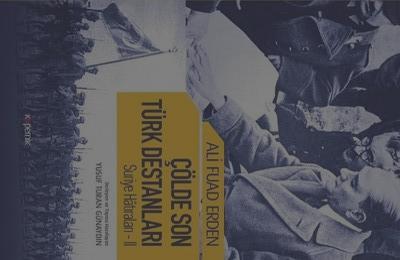 ALİ FUAD ERDEN
ÇÖLDE SON
TÜRK DESTANLARI
Suriye Hatıraları - II
YUSUF TURAN GÜNAYDIN